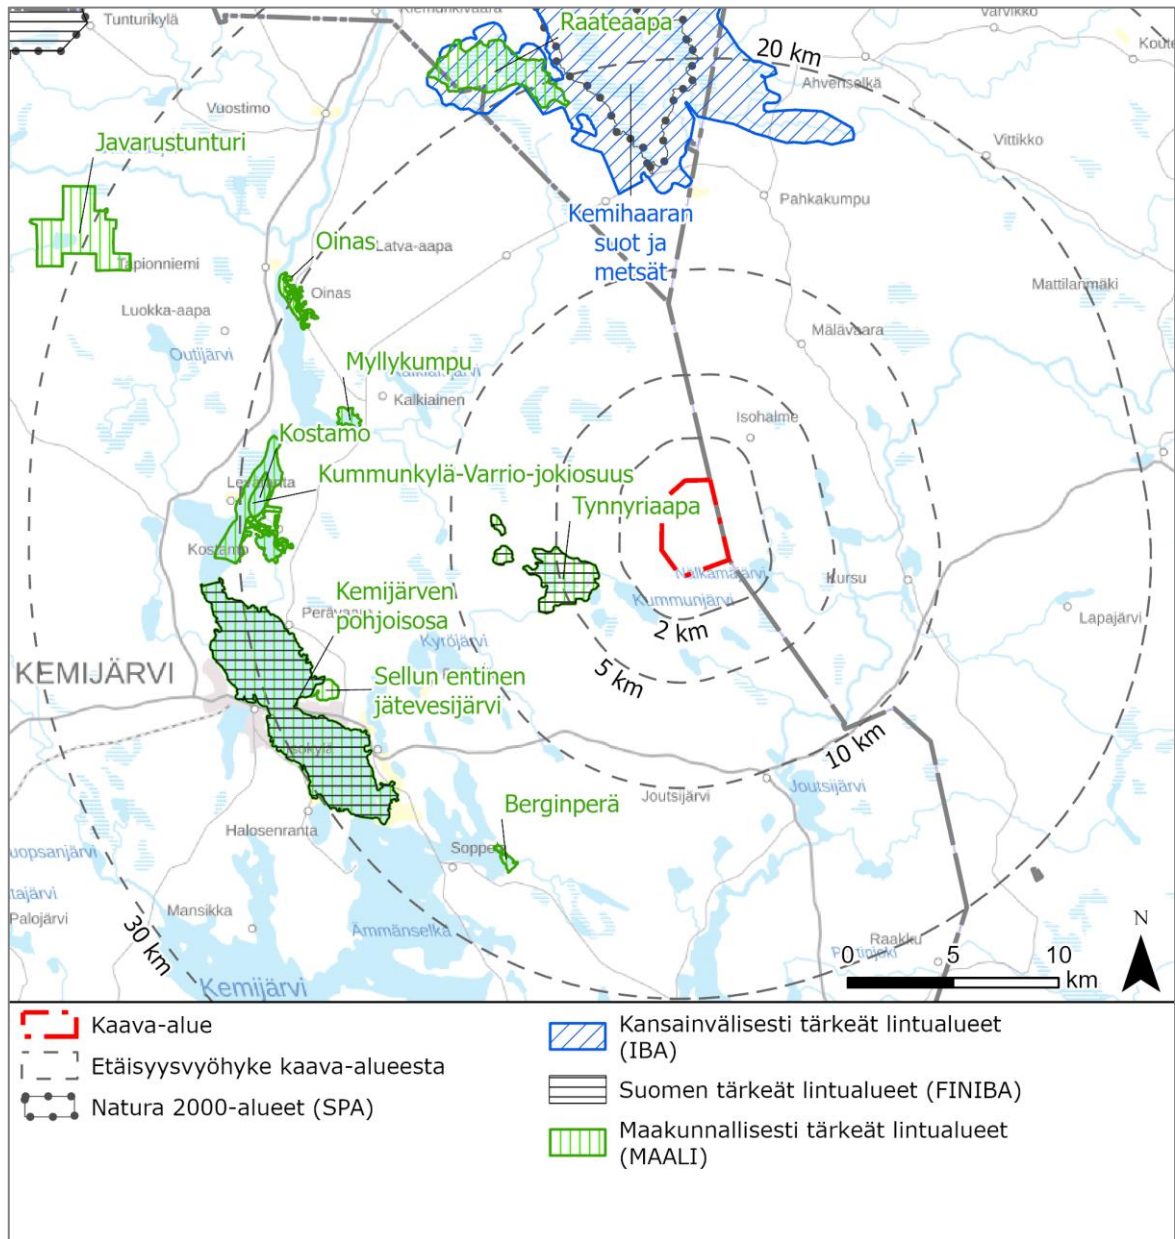 Tunturikylä
Raateaapa
Varvikko
20 km
Ahvenselkä
Vuostimo
Vittikko
Javarustunturi
Pahkakumpu
Kemihaaran
suot ja
metsät
Oinas
Latva-aapa
Tapionniemi
Oinas
Mattilanmäki
Luokka-aapa
Mälävaara
Outijärvi
Myllykumpu
Kalkiainen
Isohalme
Kostamo
Kummunkylä-Varrio-jokiosuus
Tynnyriaapa
Kostamo
Nalkamajärvi
Kursu
Kummunjärvi
Kemijärven
pohjoisosa
Lapajärvi
2 km
Kyröjärvi
KEMIJÄRVI
Sellun entinen
jätevesijärvi
5 km
10 km
Isokylä
Joutsijärvi
Joutsijärvi
Berginperä
Halosenranta
Mansikka
Palojärvi
Ämmänselkä
Raakku
30 km
Kemijärvi
N
0 5 10
km
Kaava-alue
Etäisyysvyöhyke kaava-alueesta
Natura 2000-alueet (SPA)
Kansainvälisesti tärkeät lintualueet
(IBA)
Suomen tärkeät lintualueet (FINIBA)
Maakunnallisesti tärkeät lintualueet
(MAALI)